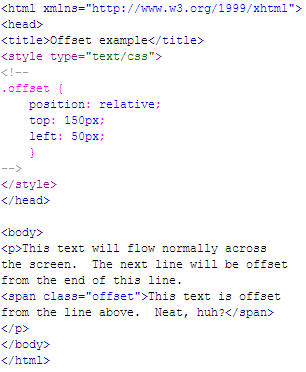 <html xmlns="http://www.w3.org/1999/xhtml">
<head>
<title>Offset example</title>
<style type="text/css">
<!--
.offset {
    position: relative;
    top: 150px;
    left: 50px;
    }
-->
</style>
</head>

<body>
<p>This text will flow normally across
the screen.  The next line will be offset
from the end of this line.
<span class="offset">This text is offset
from the line above.  Neat, huh?</span>
</p>
</body>
</html>